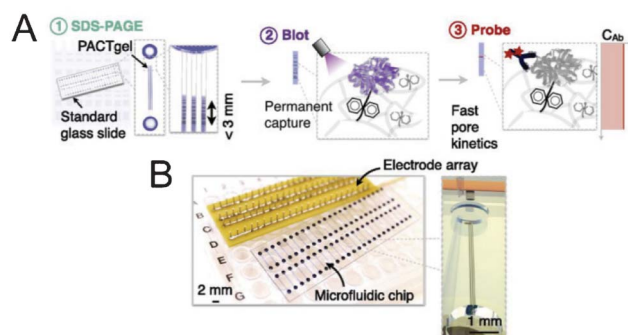 A
① SDS-PAGE
PACTgel
Standard
glass slide
< 3 mm
② Blot
Permanent
capture
③ Probe
Fast
pore
kinetics
C_Ab
B
Electrode array
A
B
C
D
E
F
G
2 mm
Microfluidic chip
1 mm